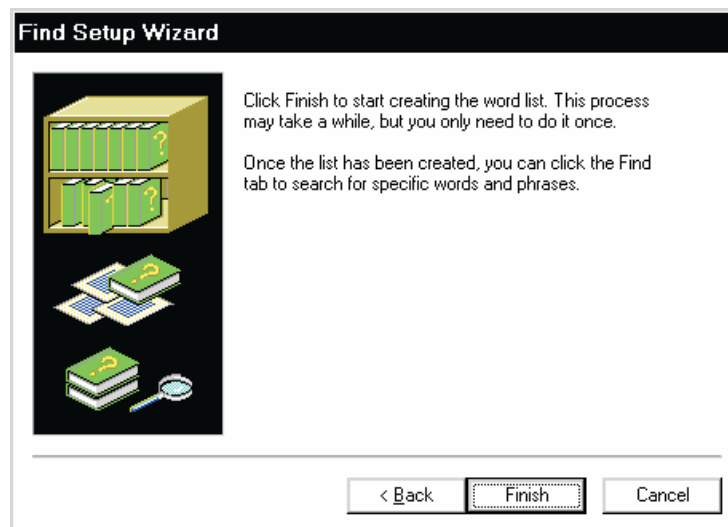 Find Setup Wizard
Click Finish to start creating the word list. This process
may take a while, but you only need to do it once.
Once the list has been created, you can click the Find
tab to search for specific words and phrases.
< Back Finish Cancel